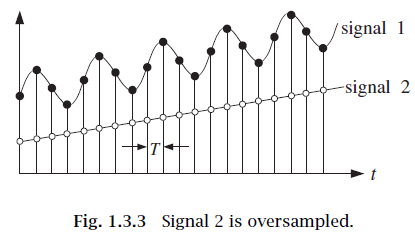 signal 1
signal 2
T
t
Fig. 1.3.3 Signal 2 is oversampled.